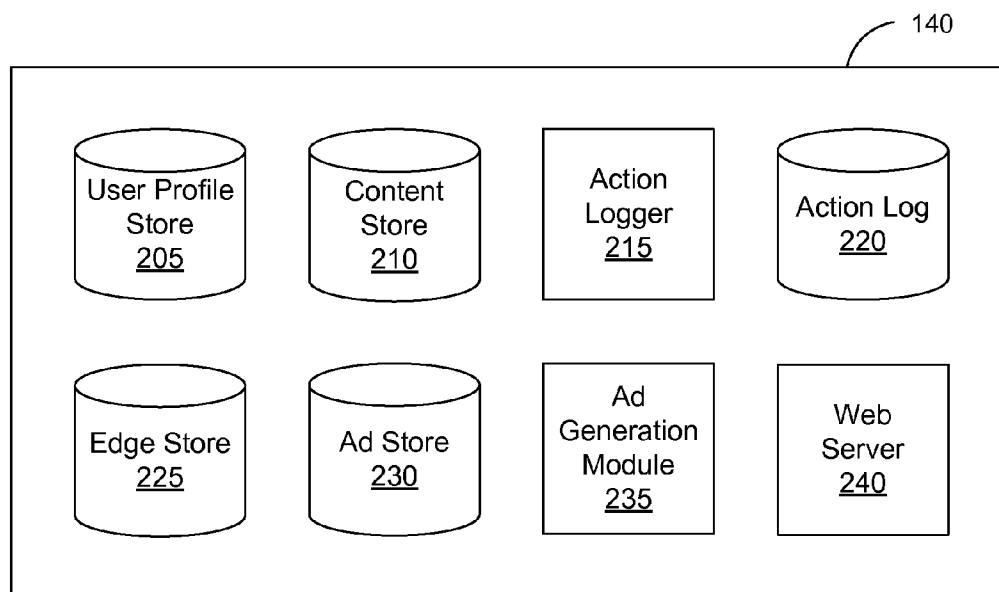 140
User Profile
Store
205
Content
Store
210
Action
Logger
215
Action Log
220
Edge Store
225
Ad Store
230
Ad
Generation
Module
235
Web
Server
240